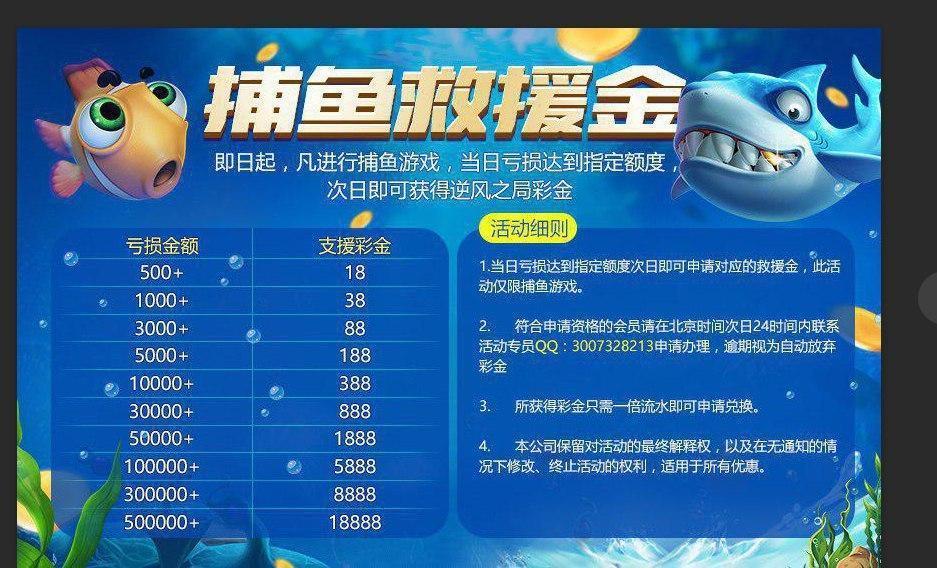 捕鱼救援金
即日起，凡进行捕鱼游戏，当日亏损达到指定额度，
次日即可获得逆风之局彩金
亏损金额 支援彩金
500+ 18
1000+ 38
3000+ 88
5000+ 188
10000+ 388
30000+ 888
50000+ 1888
100000+ 5888
300000+ 8888
500000+ 18888
活动细则
1.当日亏损达到指定额度次日即可申请对应的救援金，此活
动仅限捕鱼游戏。
2. 符合申请资格的会员请在北京时间次日24时间内联系
活动专员QQ：3007328213申请办理，逾期视为自动放弃
彩金
3. 所获得彩金只需一倍流水即可申请兑换。
4. 本公司保留对活动的最终解释权，以及在无通知的情
况下修改、终止活动的权利，适用于所有优惠。